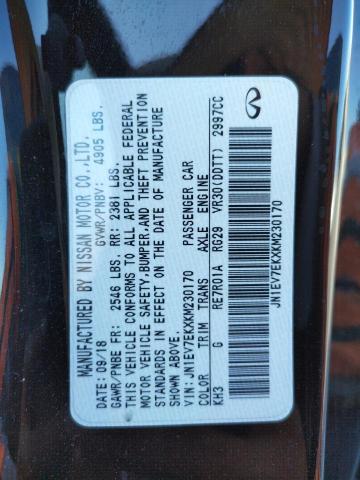 MANUFACTURED BY NISSAN MOTOR CO.,LTD.
DATE: 09/18 GVWR/PNBV: 4905 LBS.
GAWR/PNBE FR: 2546 LBS. RR: 2381 LBS.
THIS VEHICLE CONFORMS TO ALL APPLICABLE FEDERAL
MOTOR VEHICLE SAFETY,BUMPER,AND THEFT PREVENTION
STANDARDS IN EFFECT ON THE DATE OF MANUFACTURE
SHOWN ABOVE.
VIN: JN1EV7EKXKM230170 PASSENGER CAR
COLOR TRIM TRANS AXLE ENGINE
KH3 G RE7R01A RG29 VR30(DDTT) 2997CC
JN1EV7EKXKM230170